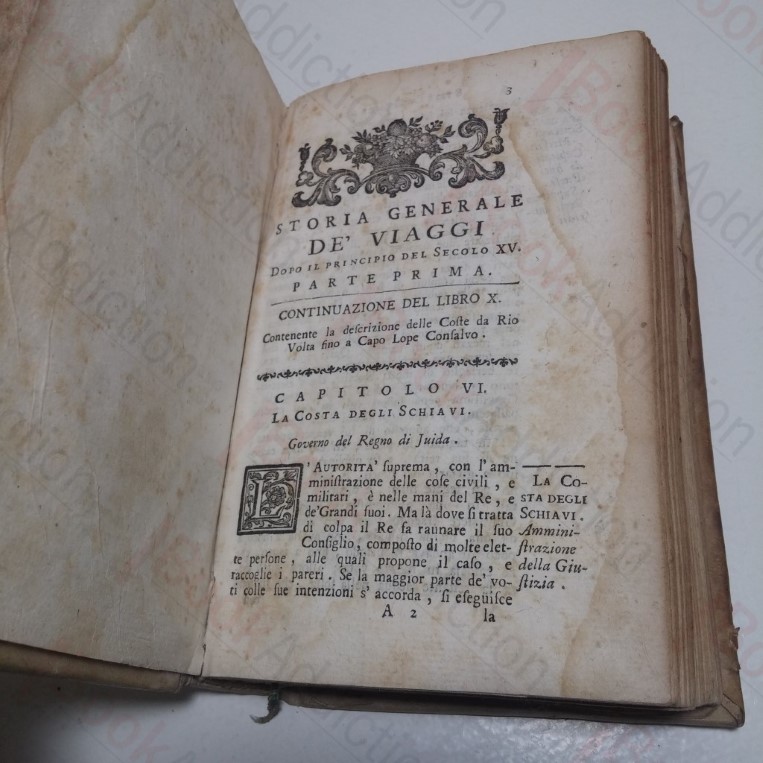 3
STORIA GENERALE
DE' VIAGGI
DOPO IL PRINCIPIO DEL SECOLO XV.
PARTE PRIMA.
CONTINUAZIONE DEL LIBRO X.
Contenente la deſcrizione delle Coſte da Rio
Volta fino a Capo Lope Conſalvo.
CAPITOLO VI.
LA COSTA DEGLI SCHIAVI.
Governo del Regno di Juida.
L'AUTORITA' ſuprema, con l'am-
miniſtrazione delle coſe civili, e
militari, è nelle mani del Re, e
de'Grandi ſuoi. Ma là dove ſi tratta
di colpa il Re fa raunare il ſuo
Conſiglio, compoſto di molte elet-
te perſone, alle quali propone il caſo, e
raccoglie i pareri. Se la maggior parte de' vo-
ti colle ſue intenzioni s' accorda, ſi eſeguiſce
LA CO-
STA DEGLI
SCHIAVI.
Ammini-
ſtrazione
della Giu-
ſtizia.
A 2
la
Book Addiction